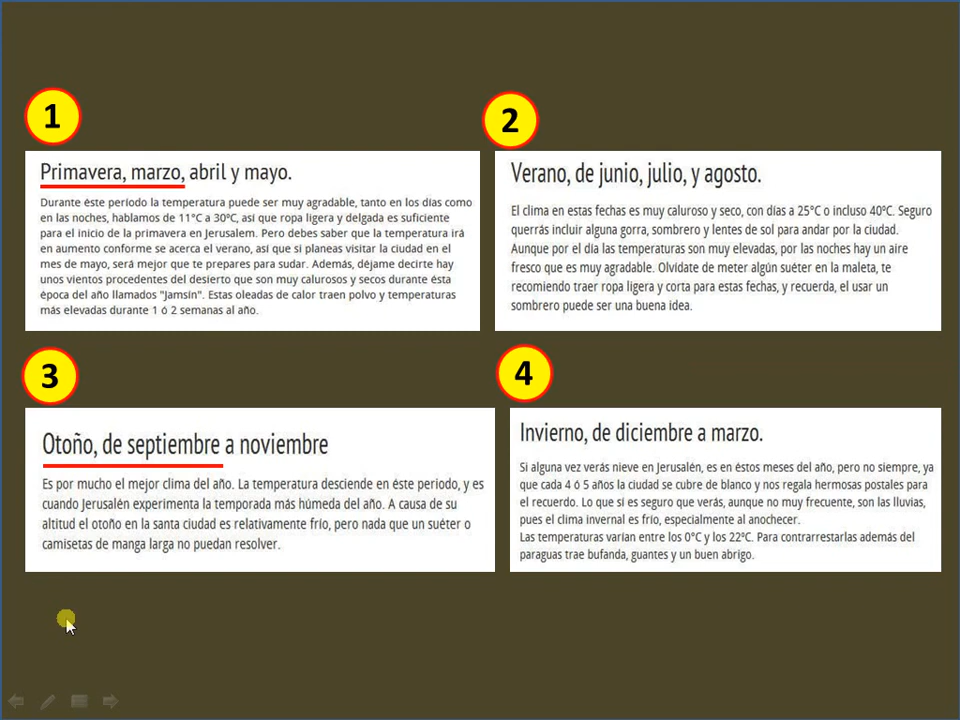 1
Primavera, marzo, abril y mayo.
Durante éste período la temperatura puede ser muy agradable, tanto en los días como
en las noches, hablamos de 11°C a 30ºC, asi que ropa ligera y delgada es suficiente
para el inicio de la primavera en Jerusalem. Pero debes saber que la temperatura irá
en aumento conforme se acerca el verano, así que si planeas visitar la ciudad en el
mes de mayo, será mejor que te prepares para sudar. Además, déjame decirte hay
unos vientos procedentes del desierto que son muy calurosos y secos durante ésta
época del año llamados "Jamsín". Estas oleadas de calor traen polvo y temperaturas
más elevadas durante 1 ó 2 semanas al año.
2
Verano, de junio, julio, y agosto.
El clima en estas fechas es muy caluroso y seco, con días a 25°C o incluso 40ºC. Seguro
querrás incluir alguna gorra, sombrero y lentes de sol para andar por la ciudad.
Aunque por el día las temperaturas son muy elevadas, por las noches hay un aire
fresco que es muy agradable. Olvídate de meter algún suéter en la maleta, te
recomiendo traer ropa ligera y corta para estas fechas, y recuerda, el usar un
sombrero puede ser una buena idea.
3
Otoño, de septiembre a noviembre
Es por mucho el mejor clima del año. La temperatura desciende en éste periodo, y es
cuando Jerusalén experimenta la temporada más húmeda del año. A causa de su
altitud el otoño en la santa ciudad es relativamente frío, pero nada que un suéter o
camisetas de manga larga no puedan resolver.
4
Invierno, de diciembre a marzo.
Si alguna vez verás nieve en Jerusalén, es en éstos meses del año, pero no siempre, ya
que cada 4 ó 5 años la ciudad se cubre de blanco y nos regala hermosas postales para
el recuerdo. Lo que sí es seguro que verás, aunque no muy frecuente, son las lluvias,
pues el clima invernal es frío, especialmente al anochecer.
Las temperaturas varían entre los 0°C y los 22ºC. Para contrarrestarlas además del
paraguas trae bufanda, guantes y un buen abrigo.